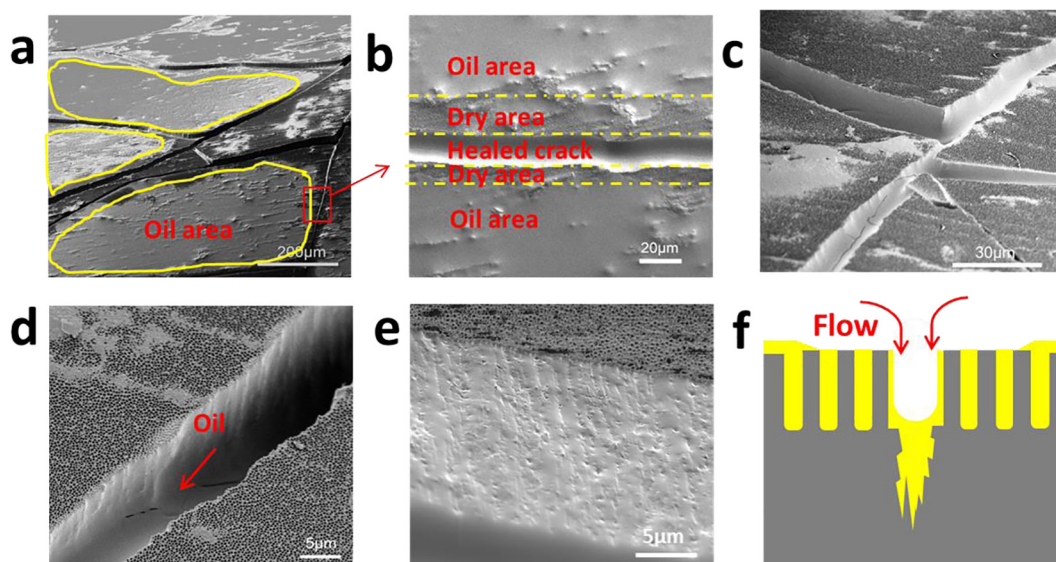 a
Oil area
200μm
b
Oil area
Dry area
Healed crack
Dry area
Oil area
20μm
c
30μm
d
Oil
5μm
e
5μm
f
Flow